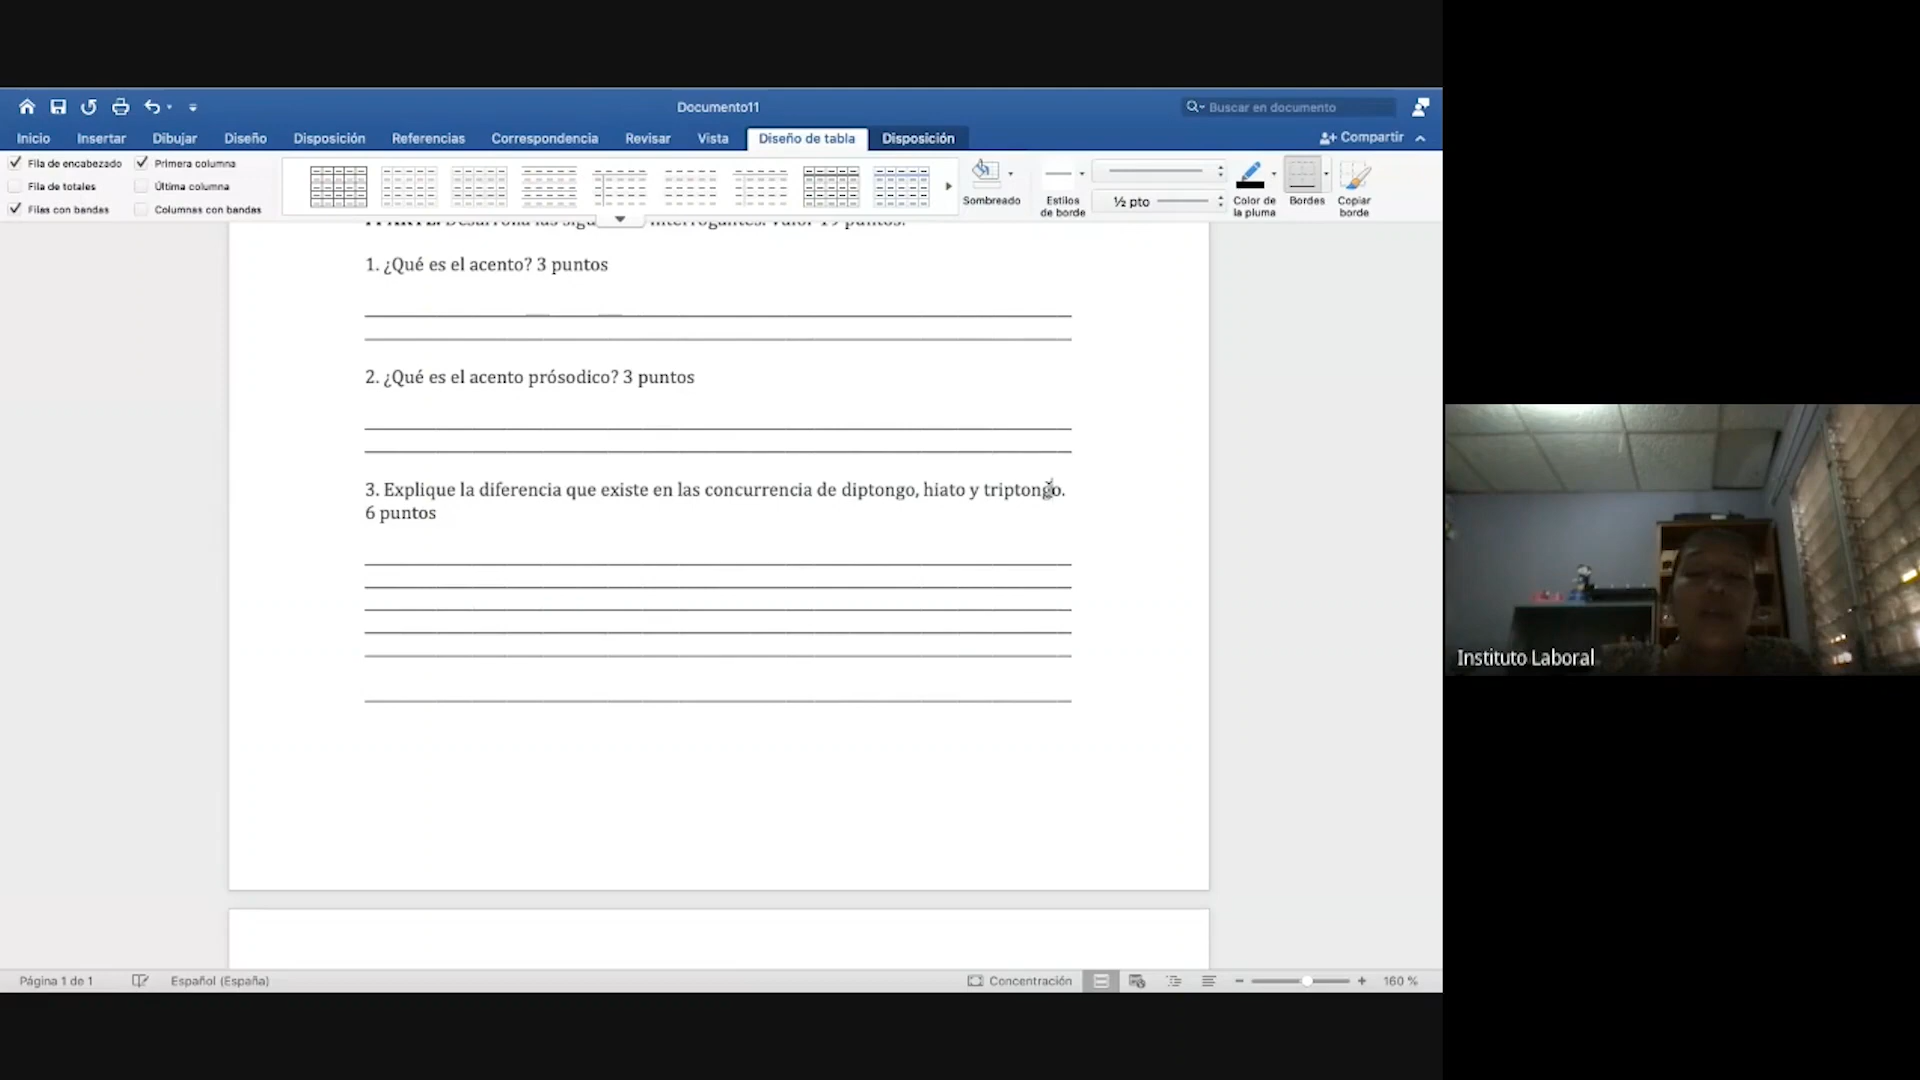 Documento11
Buscar en documento
Inicio Insertar Dibujar Diseño Disposición Referencias Correspondencia Revisar Vista Diseño de tabla Disposición Compartir
Fila de encabezado Primera columna
Fila de totales Última columna
Filas con bandas Columnas con bandas
Sombreado
Estilos de borde
½ pto
Color de la pluma
Bordes
Copiar borde
1. ¿Qué es el acento? 3 puntos
2. ¿Qué es el acento prósodico? 3 puntos
3. Explique la diferencia que existe en las concurrencia de diptongo, hiato y triptongo.
6 puntos
Instituto Laboral
Página 1 de 1 Español (España) Concentración 160 %